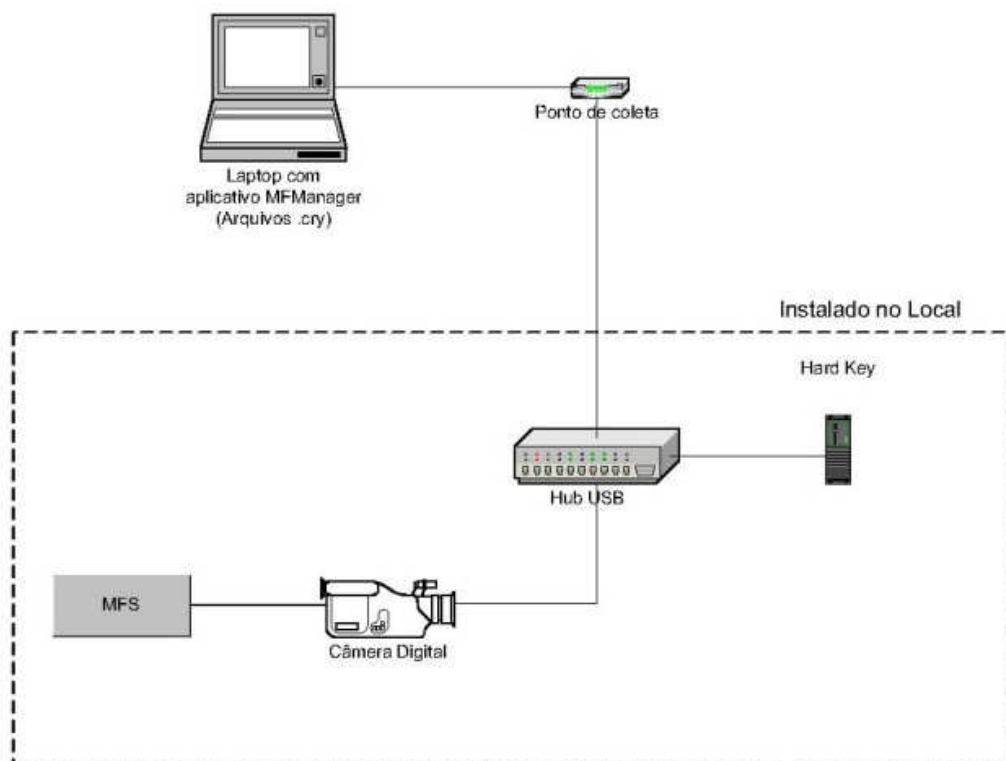 Ponto de coleta
Laptop com
aplicativo MFManager
(Arquivos .cry)
Instalado no Local
Hard Key
Hub USB
MFS
Câmera Digital